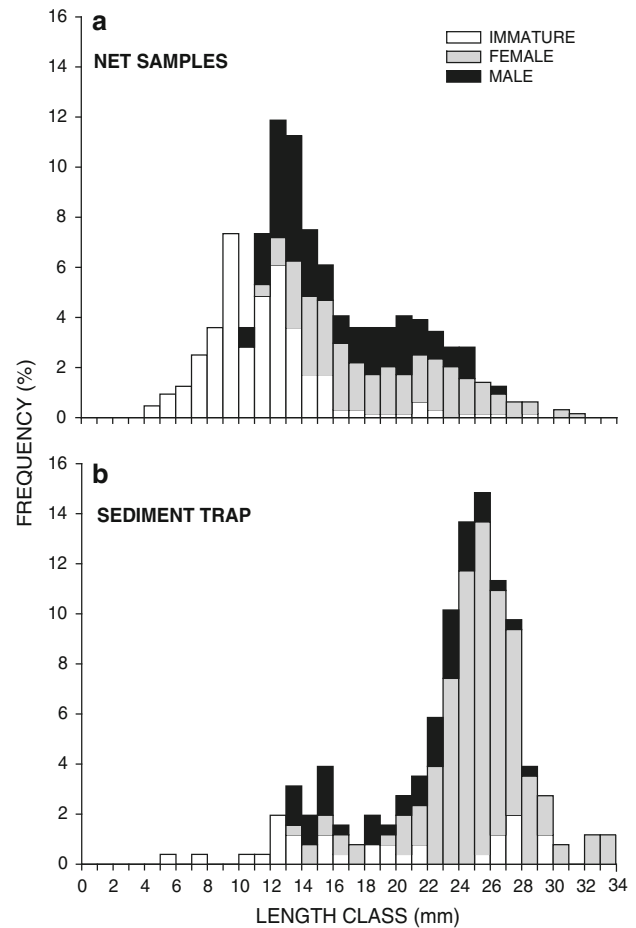 a
NET SAMPLES
IMMATURE
FEMALE
MALE
16
14
12
10
8
6
4
2
0
FREQUENCY (%)
b
SEDIMENT TRAP
16
14
12
10
8
6
4
2
0
0 2 4 6 8 10 12 14 16 18 20 22 24 26 28 30 32 34
LENGTH CLASS (mm)